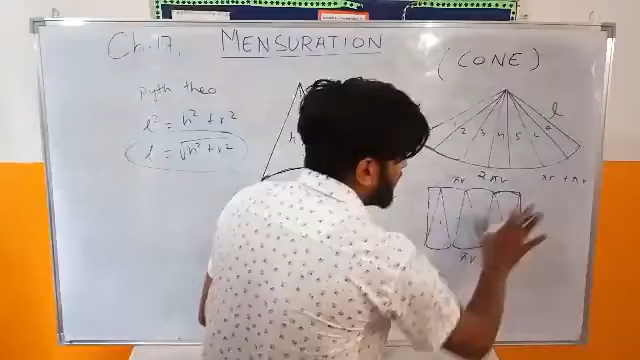 Ch-17. MENSURATION
(CONE)
pyth theo
l² = h² + r²
l = √h² + r²
h
l
2 3 4 5
πr 2πr πr + πr
πr